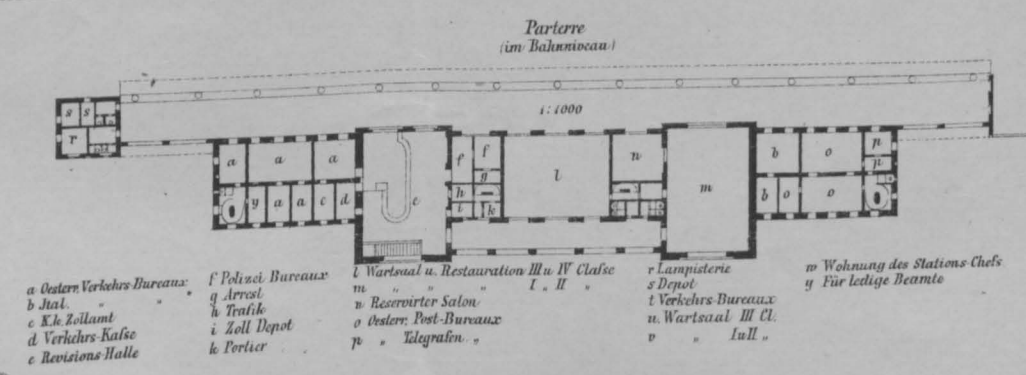 Parterre
(im Bahnniveau)
1:1000
s s
r
a a a
y a a c d
e
f f
g
h
i k
l
n
m
b o p
p
b o o
a Oesterr. Verkehrs-Bureaux
b Ital. " " "
c K.k. Zollamt
d Verkehrs-Kasse
e Revisions-Halle
f Polizei Bureaux
g Arrest
h Trafik
i Zoll Depot
k Portier
l Wartsaal u. Restauration III u IV Classe
m " " " I " II "
n Reservirter Salon
o Oesterr. Post-Bureaux
p " Telegrafen "
r Lampisterie
s Depot
t Verkehrs-Bureaux
u. Wartsaal III Cl.
v " I u II "
w Wohnung des Stations-Chefs
y Für ledige Beamte